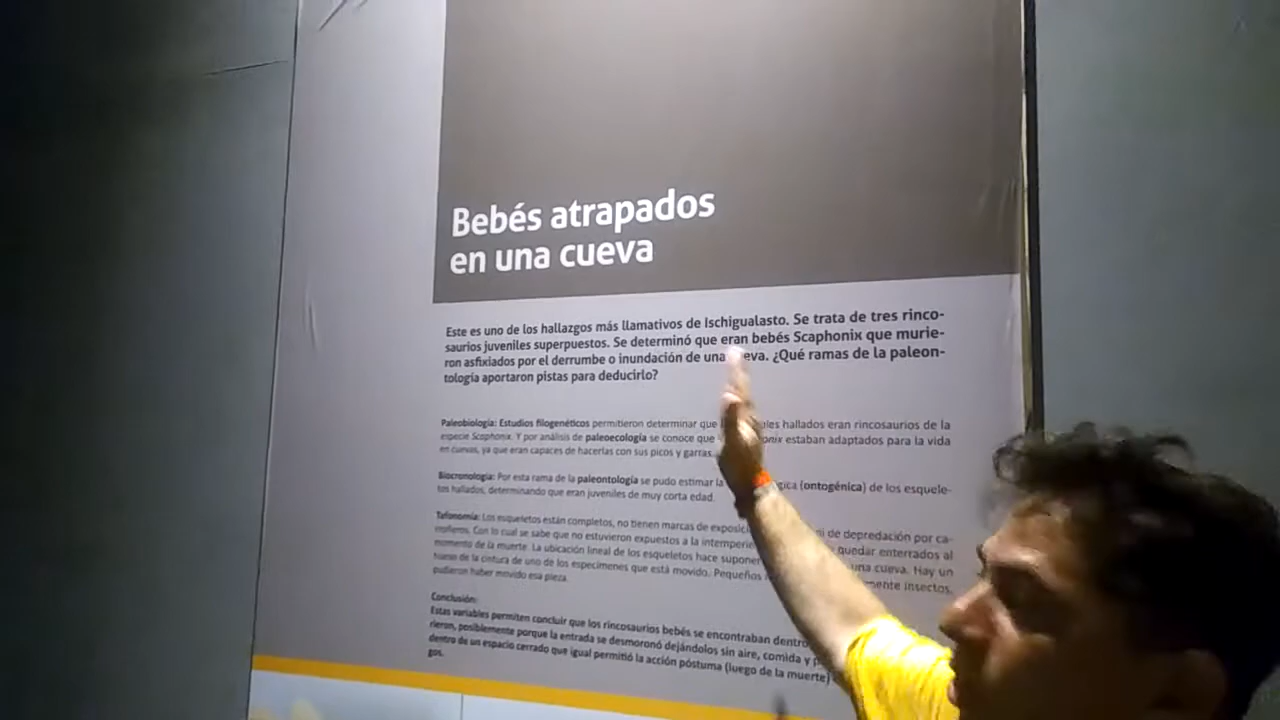 Bebés atrapados
en una cueva
Este es uno de los hallazgos más llamativos de Ischigualasto. Se trata de tres rinco-
saurios juveniles superpuestos. Se determinó que eran bebés Scaphonix que murie-
ron asfixiados por el derrumbe o inundación de una eva. ¿Qué ramas de la paleon-
tología aportaron pistas para deducirlo?
Paleobiología: Estudios filogenéticos permitieron determinar que les hallados eran rincosaurios de la
especie Scaphonix. Y por análisis de paleoecología se conoce que onix estaban adaptados para la vida
en cuevas, ya que eran capaces de hacerlas con sus picos y garras.
Biocronología: Por esta rama de la paleontología se pudo estimar la gica (ontogénica) de los esquele-
tos hallados, determinando que eran juveniles de muy corta edad.
Tafonomía: Los esqueletos están completos, no tienen marcas de exposici ni de depredación por ca-
rroñeros. Con lo cual se sabe que no estuvieron expuestos a la intemperie quedar enterrados al
momento de la muerte. La ubicación lineal de los esqueletos hace suponer una cueva. Hay un
hueso de la cintura de uno de los especímenes que está movido. Pequeños mente insectos,
pudieron haber movido esa pieza.
Conclusión:
Estas variables permiten concluir que los rincosaurios bebés se encontraban dentro
rieron, posiblemente porque la entrada se desmoronó dejándolos sin aire, comida y
dentro de un espacio cerrado que igual permitió la acción póstuma (luego de la muerte)
gos.